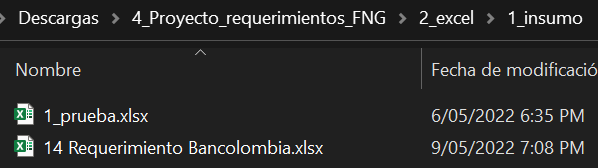 Descargas > 4_Proyecto_requerimientos_FNG > 2_excel > 1_insumo
Nombre Fecha de modificació
1_prueba.xlsx 6/05/2022 6:35 PM
14 Requerimiento Bancolombia.xlsx 9/05/2022 7:08 PM